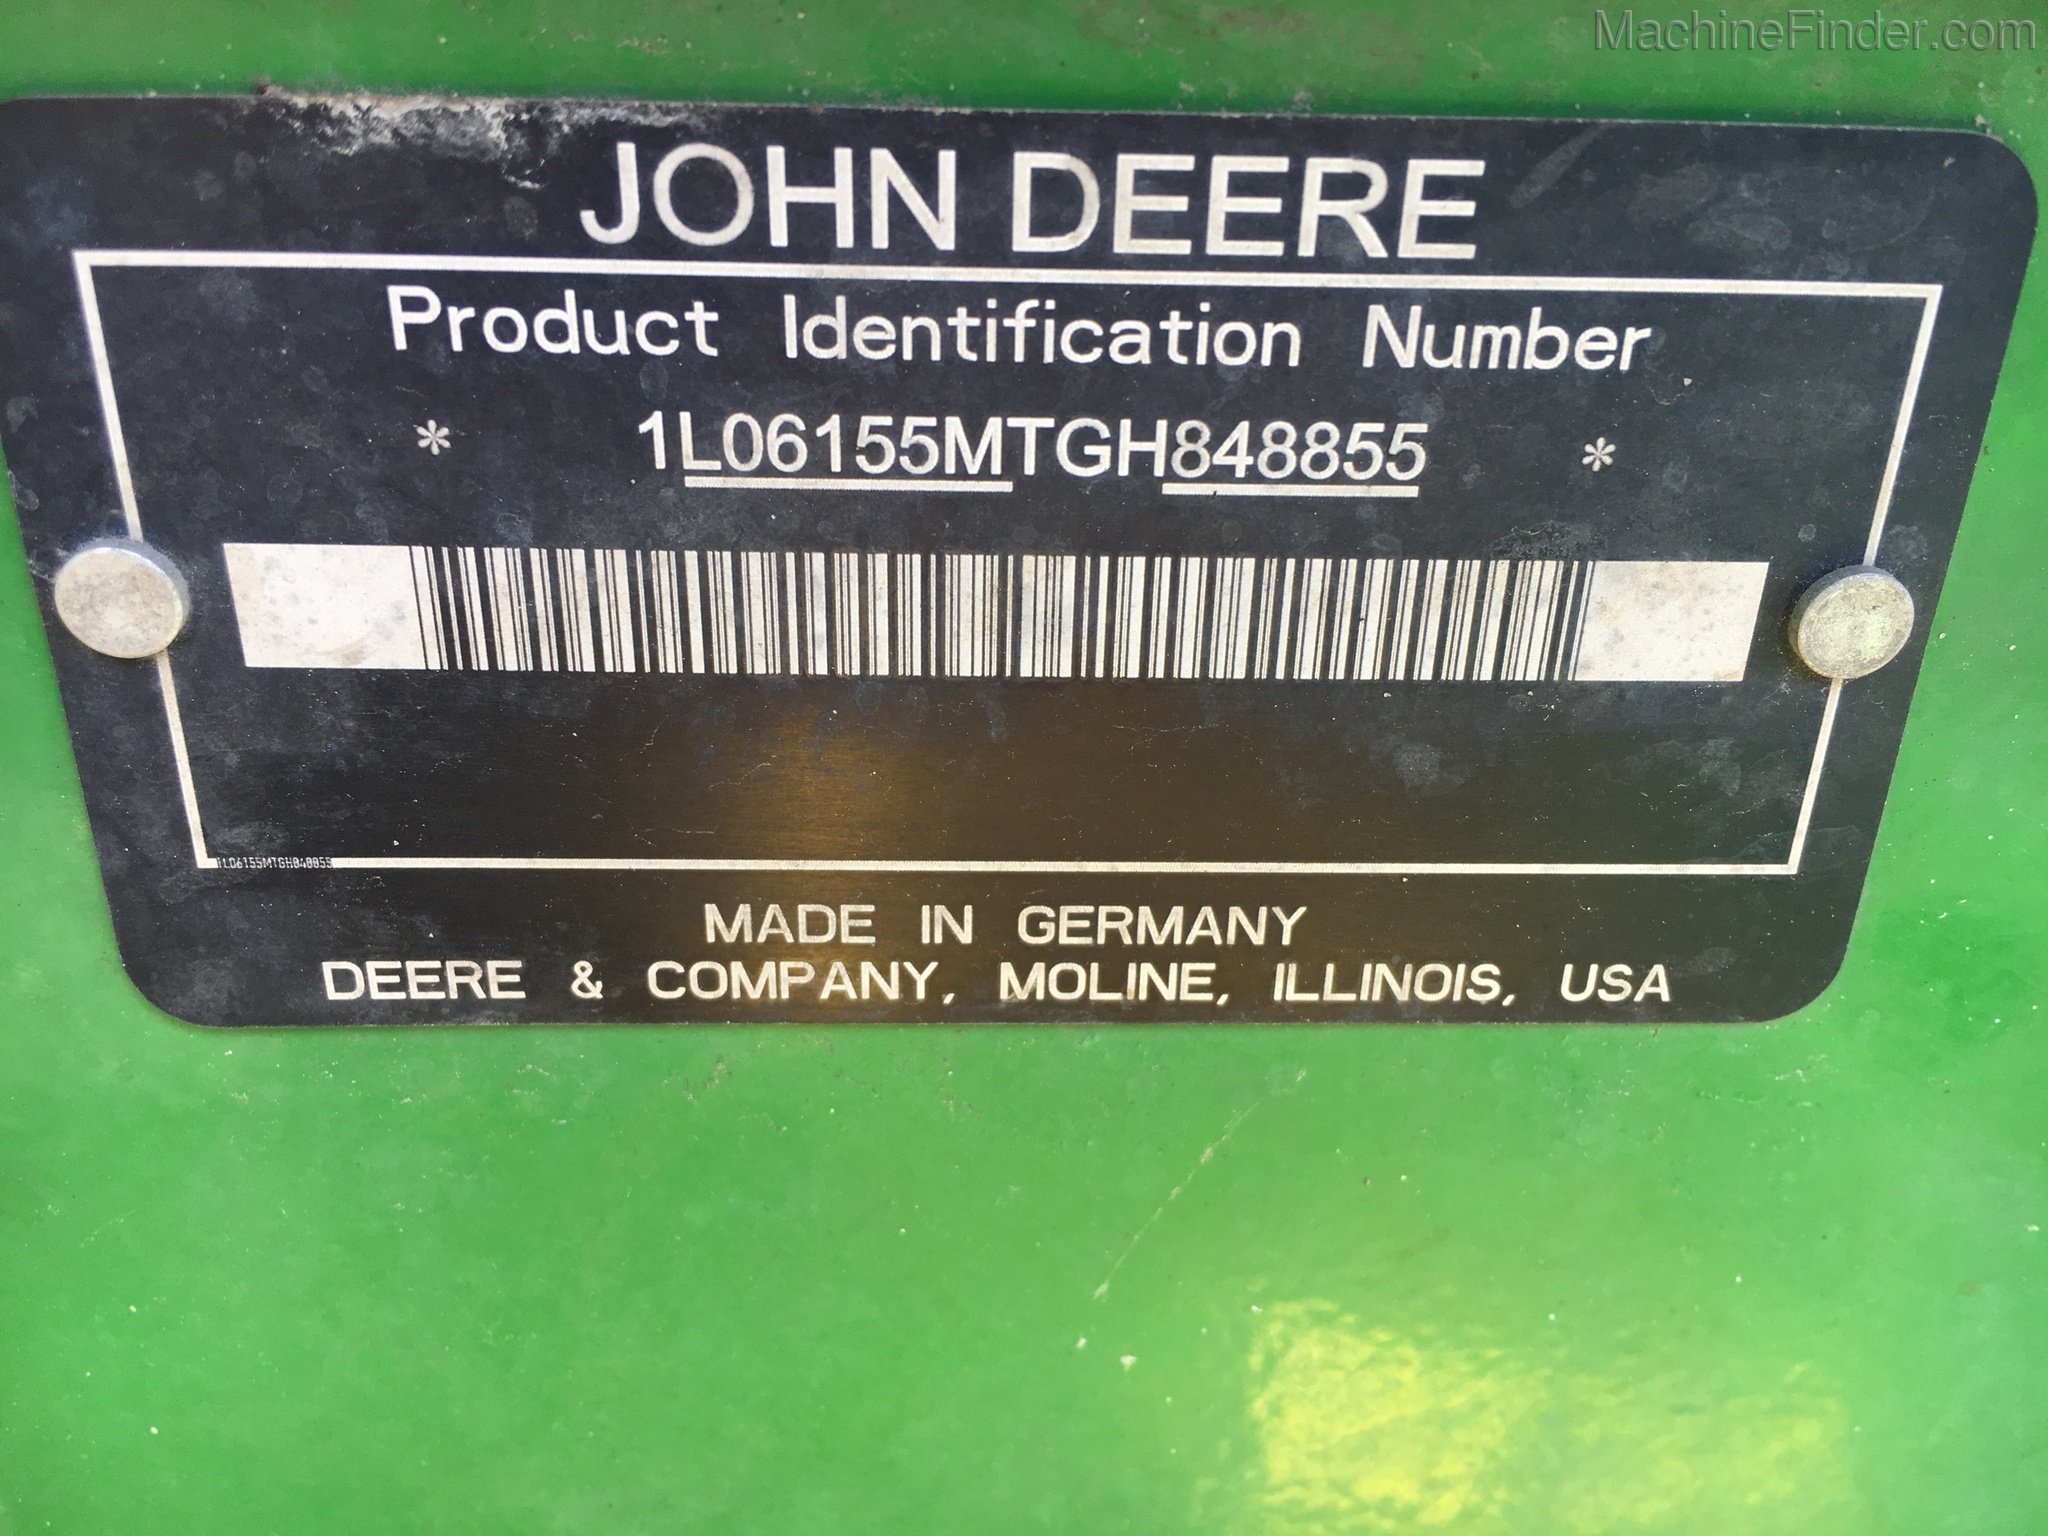 MachineFinder.com
JOHN DEERE
Product Identification Number
* 1L06155MTGH848855 *
1L06155MTGH848855
MADE IN GERMANY
DEERE & COMPANY, MOLINE, ILLINOIS, USA